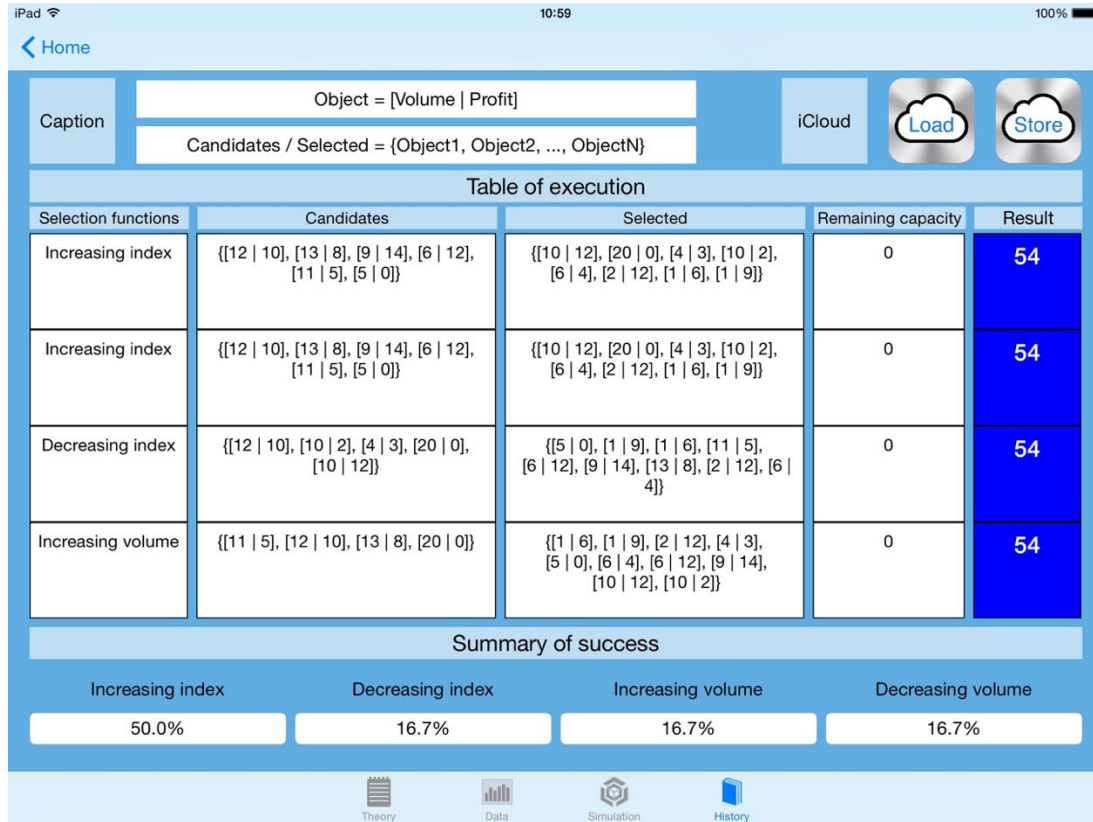 iPad 10:59 100%
Home
Caption
Object = [Volume | Profit]
Candidates / Selected = {Object1, Object2, ..., ObjectN}
iCloud
Load
Store
Table of execution
Selection functions Candidates Selected Remaining capacity Result
Increasing index
{[12 | 10], [13 | 8], [9 | 14], [6 | 12],
[11 | 5], [5 | 0]}
{[10 | 12], [20 | 0], [4 | 3], [10 | 2],
[6 | 4], [2 | 12], [1 | 6], [1 | 9]}
0
54
Increasing index
{[12 | 10], [13 | 8], [9 | 14], [6 | 12],
[11 | 5], [5 | 0]}
{[10 | 12], [20 | 0], [4 | 3], [10 | 2],
[6 | 4], [2 | 12], [1 | 6], [1 | 9]}
0
54
Decreasing index
{[12 | 10], [10 | 2], [4 | 3], [20 | 0],
[10 | 12]}
{[5 | 0], [1 | 9], [1 | 6], [11 | 5],
[6 | 12], [9 | 14], [13 | 8], [2 | 12], [6 |
4]}
0
54
Increasing volume
{[11 | 5], [12 | 10], [13 | 8], [20 | 0]}
{[1 | 6], [1 | 9], [2 | 12], [4 | 3],
[5 | 0], [6 | 4], [6 | 12], [9 | 14],
[10 | 12], [10 | 2]}
0
54
Summary of success
Increasing index Decreasing index Increasing volume Decreasing volume
50.0% 16.7% 16.7% 16.7%
Theory Data Simulation History